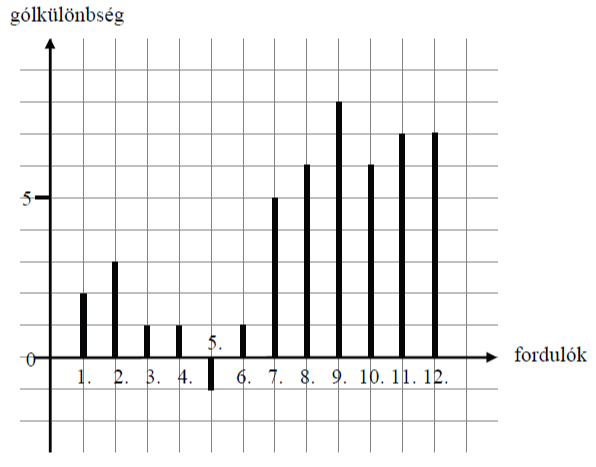 gólkülönbség
5
5.
0
fordulók
1. 2. 3. 4. 6. 7. 8. 9. 10. 11. 12.